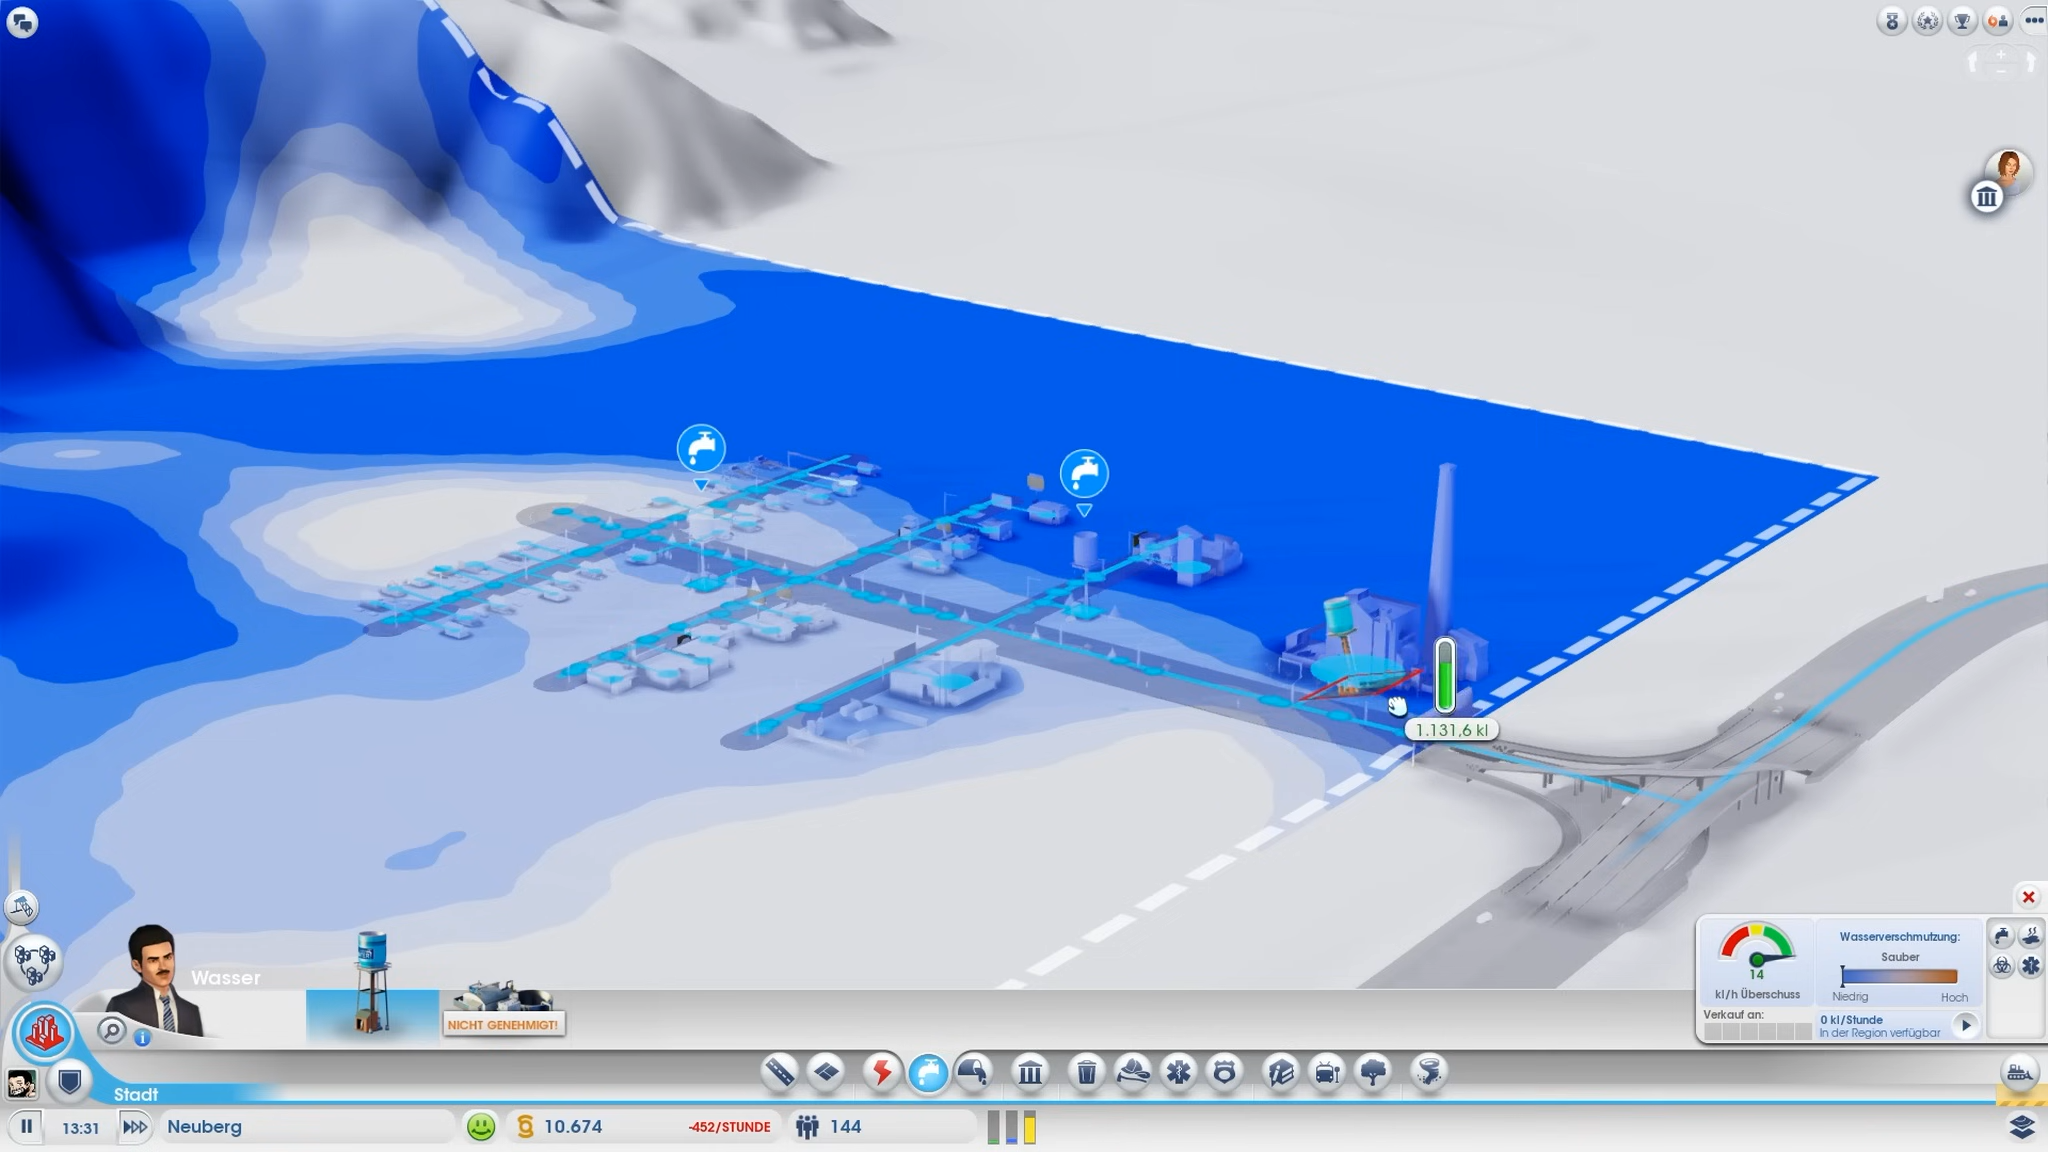 1.131,6 kl
Wasser
NICHT GENEHMIGT!
14
kl/h Überschuss
Verkauf an:
Wasserverschmutzung:
Sauber
Niedrig
Hoch
0 kl/Stunde
In der Region verfügbar
Stadt
13:31
Neuberg
10.674
-452/STUNDE
144